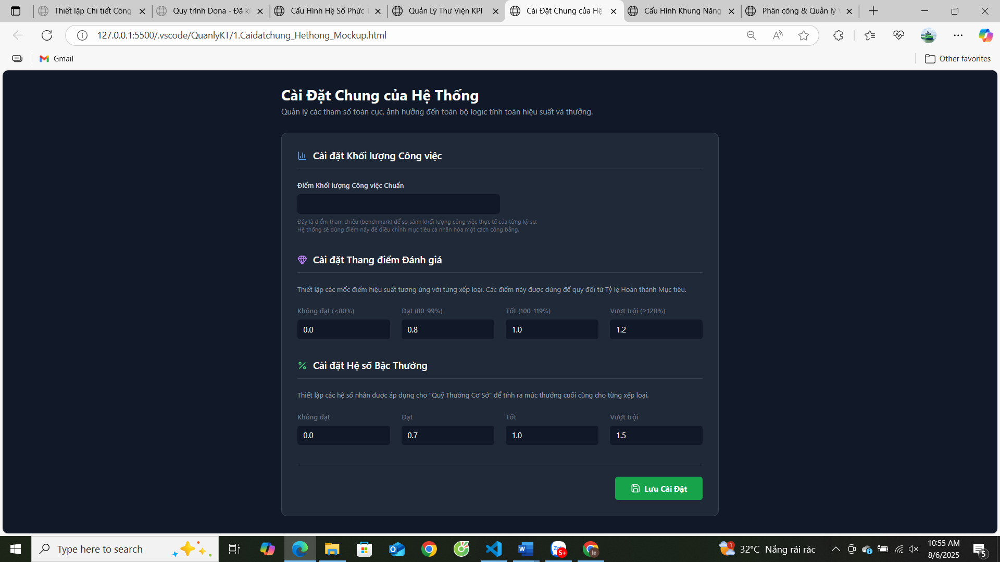 Thiết lập Chi tiết Công
Quy trình Dona - Đã k
Cấu Hình Hệ Số Phức T
Quản Lý Thư Viện KPI
Cài Đặt Chung của Hệ
Cấu Hình Khung Năng
Phân công & Quản lý V
127.0.0.1:5500/.vscode/QuanlyKT/1.Caidatchung_Hethong_Mockup.html
Gmail
Other favorites
Cài Đặt Chung của Hệ Thống
Quản lý các tham số toàn cục, ảnh hưởng đến toàn bộ logic tính toán hiệu suất và thưởng.
Cài đặt Khối lượng Công việc
Điểm Khối lượng Công việc Chuẩn
Đây là điểm tham chiếu (benchmark) để so sánh khối lượng công việc thực tế của từng kỹ sư.
Hệ thống sẽ dùng điểm này để điều chỉnh mục tiêu cá nhân hóa một cách công bằng.
Cài đặt Thang điểm Đánh giá
Thiết lập các mốc điểm hiệu suất tương ứng với từng xếp loại. Các điểm này được dùng để quy đổi từ Tỷ lệ Hoàn thành Mục tiêu.
Không đạt (<80%)
Đạt (80-99%)
Tốt (100-119%)
Vượt trội (≥120%)
0.0
0.8
1.0
1.2
Cài đặt Hệ số Bậc Thưởng
Thiết lập các hệ số nhân được áp dụng cho "Quỹ Thưởng Cơ Sở" để tính ra mức thưởng cuối cùng cho từng xếp loại.
Không đạt
Đạt
Tốt
Vượt trội
0.0
0.7
1.0
1.5
Lưu Cài Đặt
Type here to search
5+
1
32°C Nắng rải rác
10:55 AM
8/6/2025
5